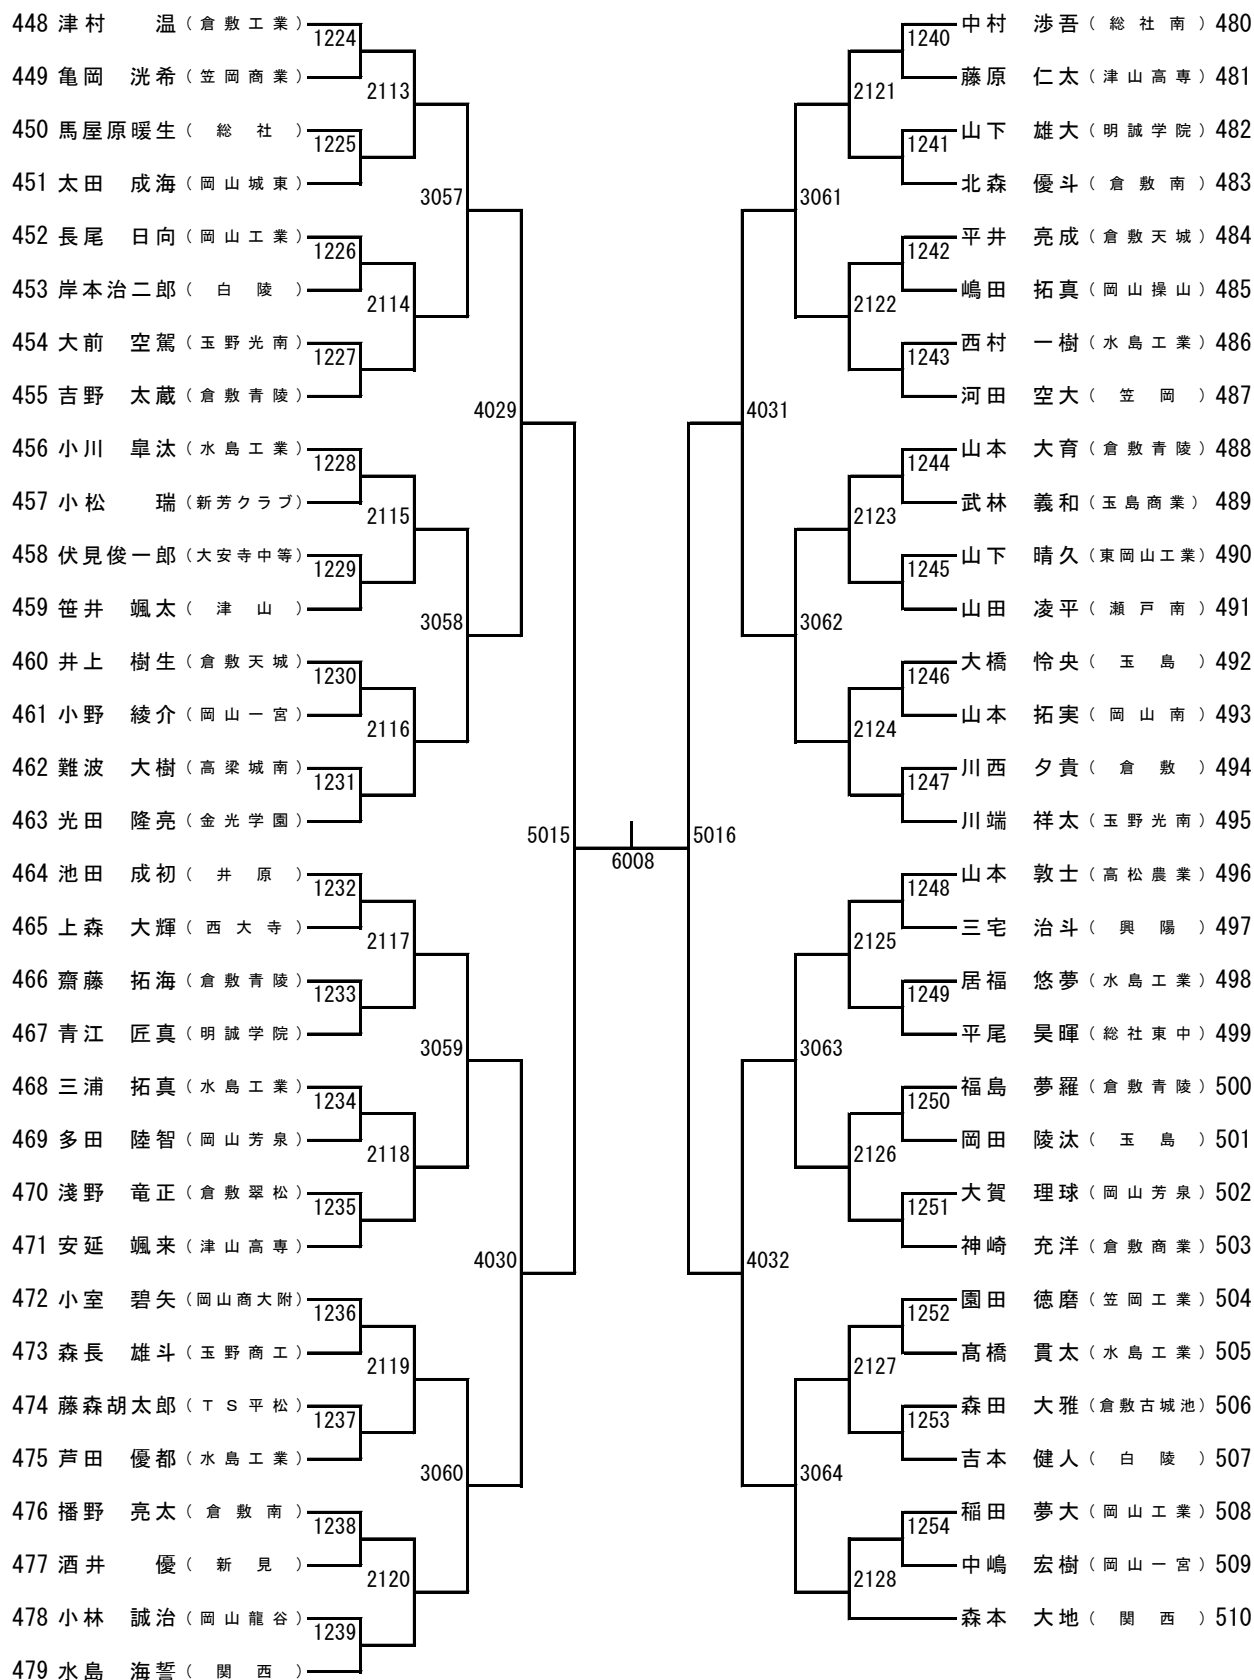 448 津村 温 (倉敷工業)
449 亀岡 洸希 (笠岡商業)
450 馬屋原暖生 (総社)
451 太田 成海 (岡山城東)
452 長尾 日向 (岡山工業)
453 岸本治二郎 (白陵)
454 大前 空駕 (玉野光南)
455 吉野 太蔵 (倉敷青陵)
456 小川 皐汰 (水島工業)
457 小松 瑞 (新芳クラブ)
458 伏見俊一郎 (大安寺中等)
459 笹井 颯太 (津山)
460 井上 樹生 (倉敷天城)
461 小野 綾介 (岡山一宮)
462 難波 大樹 (高梁城南)
463 光田 隆亮 (金光学園)
464 池田 成初 (井原)
465 上森 大輝 (西大寺)
466 齋藤 拓海 (倉敷青陵)
467 青江 匠真 (明誠学院)
468 三浦 拓真 (水島工業)
469 多田 陸智 (岡山芳泉)
470 淺野 竜正 (倉敷翠松)
471 安延 颯来 (津山高専)
472 小室 碧矢 (岡山商大附)
473 森長 雄斗 (玉野商工)
474 藤森胡太郎 (TS平松)
475 芦田 優都 (水島工業)
476 播野 亮太 (倉敷南)
477 酒井 優 (新見)
478 小林 誠治 (岡山龍谷)
479 水島 海誓 (関西)
1224
1225
1226
1227
1228
1229
1230
1231
1232
1233
1234
1235
1236
1237
1238
1239
2113
2114
2115
2116
2117
2118
2119
2120
3057
3058
3059
3060
4029
4030
5015
6008
5016
4031
4032
3061
3062
3063
3064
2121
2122
2123
2124
2125
2126
2127
2128
1240
1241
1242
1243
1244
1245
1246
1247
1248
1249
1250
1251
1252
1253
1254
中村 渉吾 (総社南) 480
藤原 仁太 (津山高専) 481
山下 雄大 (明誠学院) 482
北森 優斗 (倉敷南) 483
平井 亮成 (倉敷天城) 484
嶋田 拓真 (岡山操山) 485
西村 一樹 (水島工業) 486
河田 空大 (笠岡) 487
山本 大育 (倉敷青陵) 488
武林 義和 (玉島商業) 489
山下 晴久 (東岡山工業) 490
山田 凌平 (瀬戸南) 491
大橋 怜央 (玉島) 492
山本 拓実 (岡山南) 493
川西 夕貴 (倉敷) 494
川端 祥太 (玉野光南) 495
山本 敦士 (高松農業) 496
三宅 治斗 (興陽) 497
居福 悠夢 (水島工業) 498
平尾 昊暉 (総社東中) 499
福島 夢羅 (倉敷青陵) 500
岡田 陵汰 (玉島) 501
大賀 理球 (岡山芳泉) 502
神崎 充洋 (倉敷商業) 503
園田 徳磨 (笠岡工業) 504
髙橋 貫太 (水島工業) 505
森田 大雅 (倉敷古城池) 506
吉本 健人 (白陵) 507
稲田 夢大 (岡山工業) 508
中嶋 宏樹 (岡山一宮) 509
森本 大地 (関西) 510